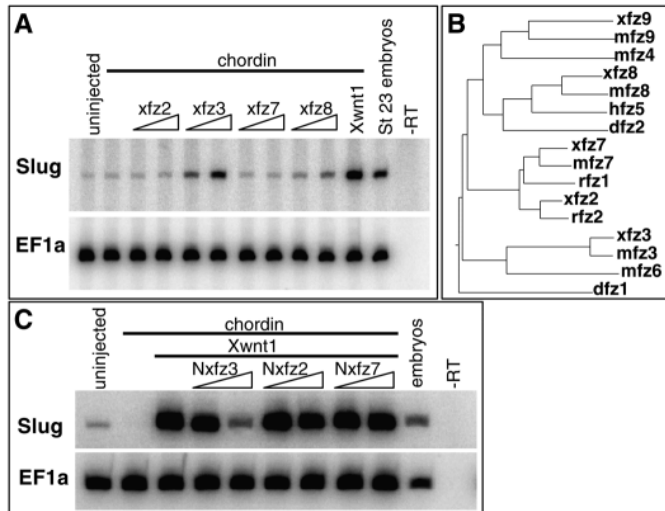 A
chordin
uninjected
xfz2 xfz3 xfz7 xfz8
Xwnt1
St 23 embryos
-RT
Slug
EF1a
B
xfz9
mfz9
mfz4
xfz8
mfz8
hfz5
dfz2
xfz7
mfz7
rfz1
xfz2
rfz2
xfz3
mfz3
mfz6
dfz1
C
chordin
Xwnt1
uninjected
Nxfz3 Nxfz2 Nxfz7
embryos
-RT
Slug
EF1a